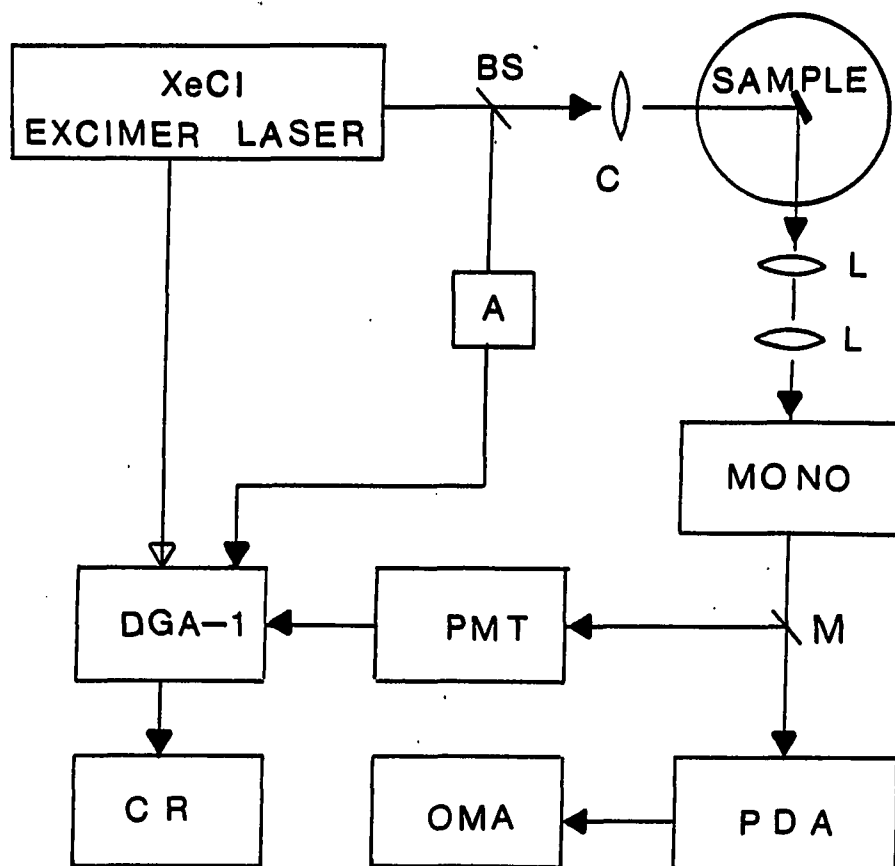 XeCl
EXCIMER LASER
BS
C
SAMPLE
L
L
A
MONO
DGA-1
PMT
M
CR
OMA
PDA